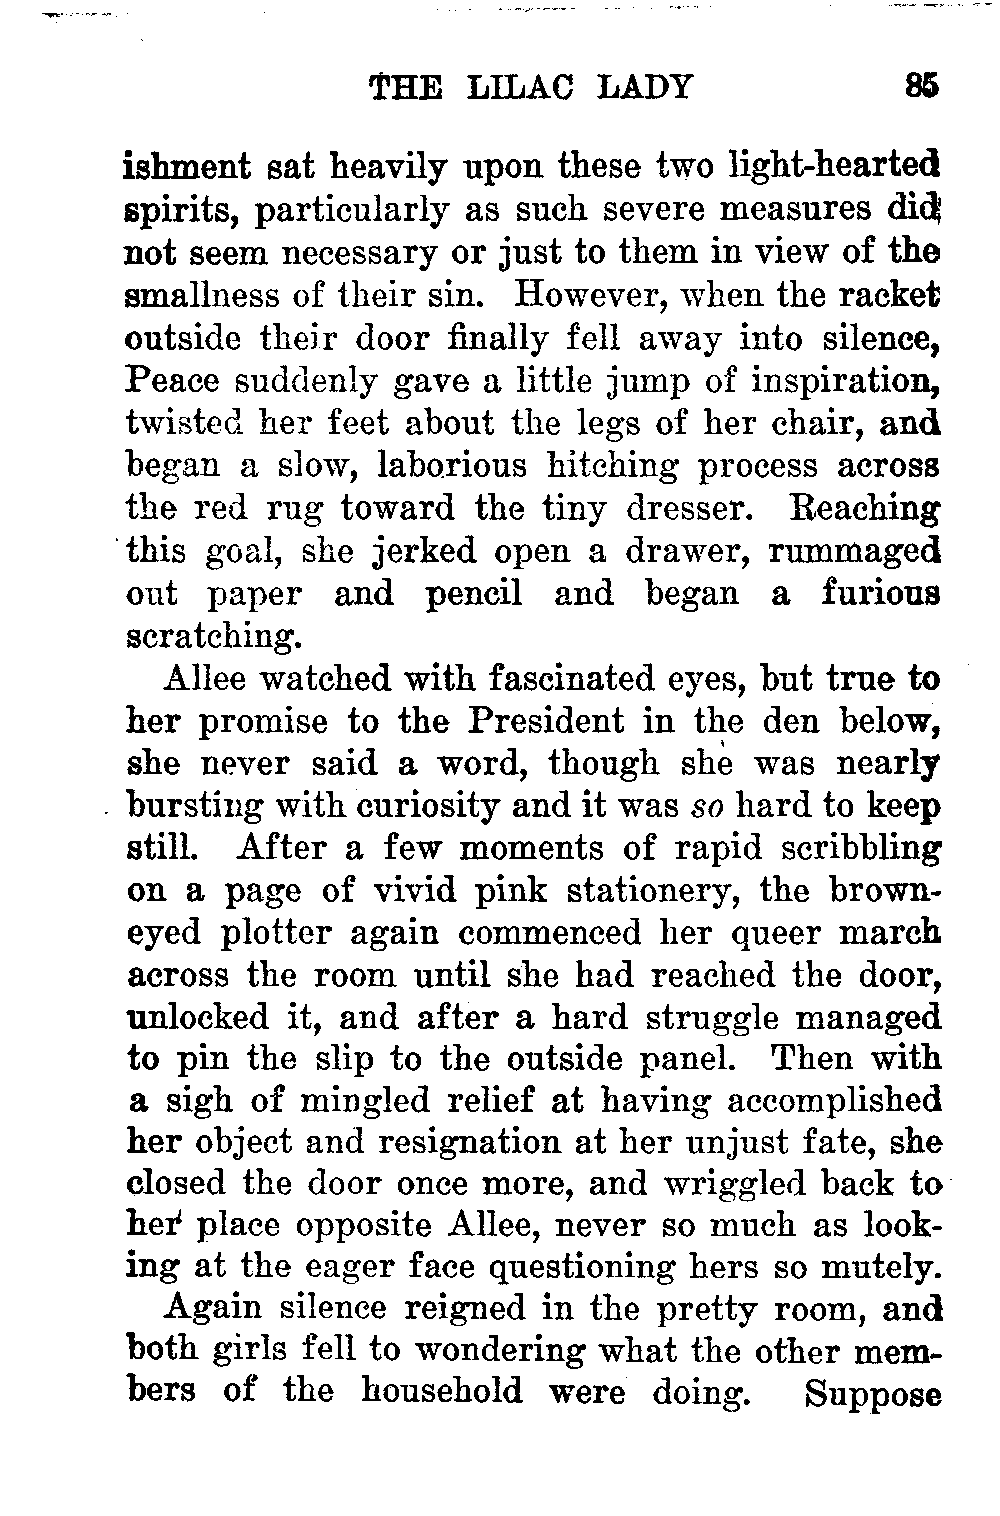 THE LILAC LADY 85
ishment sat heavily upon these two light-hearted
spirits, particularly as such severe measures did
not seem necessary or just to them in view of the
smallness of their sin. However, when the racket
outside their door finally fell away into silence,
Peace suddenly gave a little jump of inspiration,
twisted her feet about the legs of her chair, and
began a slow, laborious hitching process across
the red rug toward the tiny dresser. Reaching
this goal, she jerked open a drawer, rummaged
out paper and pencil and began a furious
scratching.
Allee watched with fascinated eyes, but true to
her promise to the President in the den below,
she never said a word, though she was nearly
bursting with curiosity and it was so hard to keep
still. After a few moments of rapid scribbling
on a page of vivid pink stationery, the brown-
eyed plotter again commenced her queer march
across the room until she had reached the door,
unlocked it, and after a hard struggle managed
to pin the slip to the outside panel. Then with
a sigh of mingled relief at having accomplished
her object and resignation at her unjust fate, she
closed the door once more, and wriggled back to
her place opposite Allee, never so much as look-
ing at the eager face questioning hers so mutely.
Again silence reigned in the pretty room, and
both girls fell to wondering what the other mem-
bers of the household were doing. Suppose